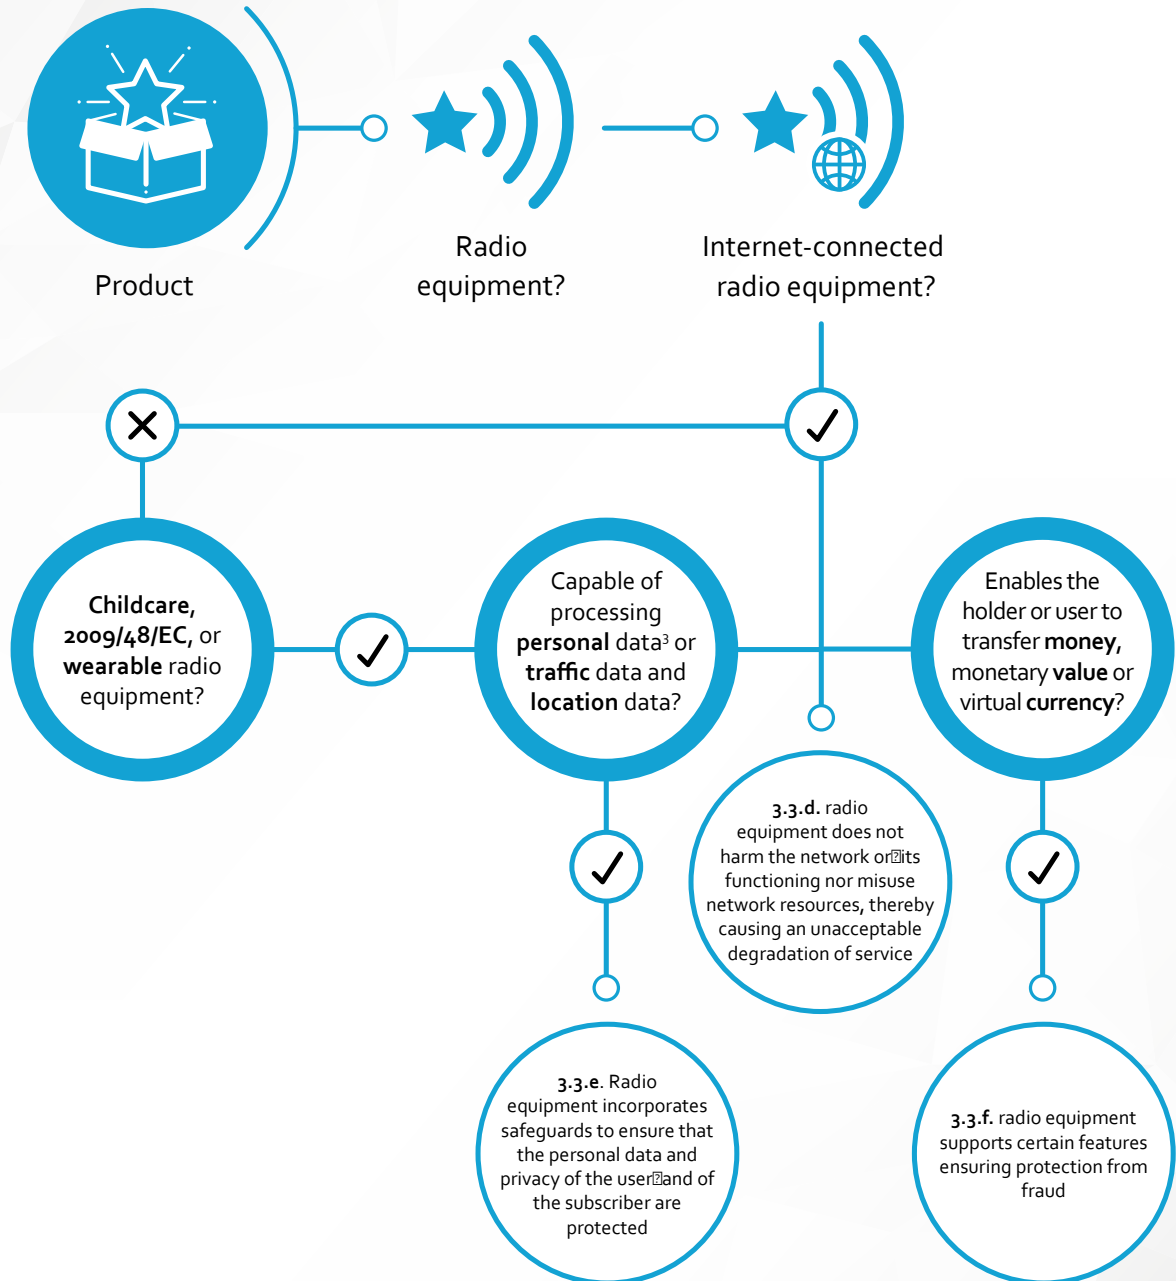 Product
Radio
equipment?
Internet-connected
radio equipment?
Childcare,
2009/48/EC, or
wearable radio
equipment?
Capable of
processing
personal data³ or
traffic data and
location data?
Enables the
holder or user to
transfer money,
monetary value or
virtual currency?
3.3.d. radio
equipment does not
harm the network or its
functioning nor misuse
network resources, thereby
causing an unacceptable
degradation of service
3.3.e. Radio
equipment incorporates
safeguards to ensure that
the personal data and
privacy of the user and of
the subscriber are
protected
3.3.f. radio equipment
supports certain features
ensuring protection from
fraud